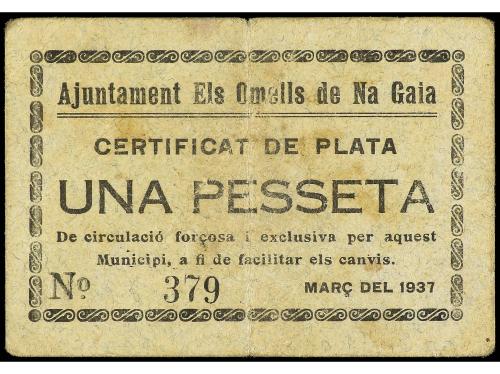 Ajuntament Els Omells de Na Gaia
CERTIFICAT DE PLATA
UNA PESSETA
De circulació forçosa i exclusiva per aquest
Municipi, a fi de facilitar els canvis.
Nº 379 MARÇ DEL 1937